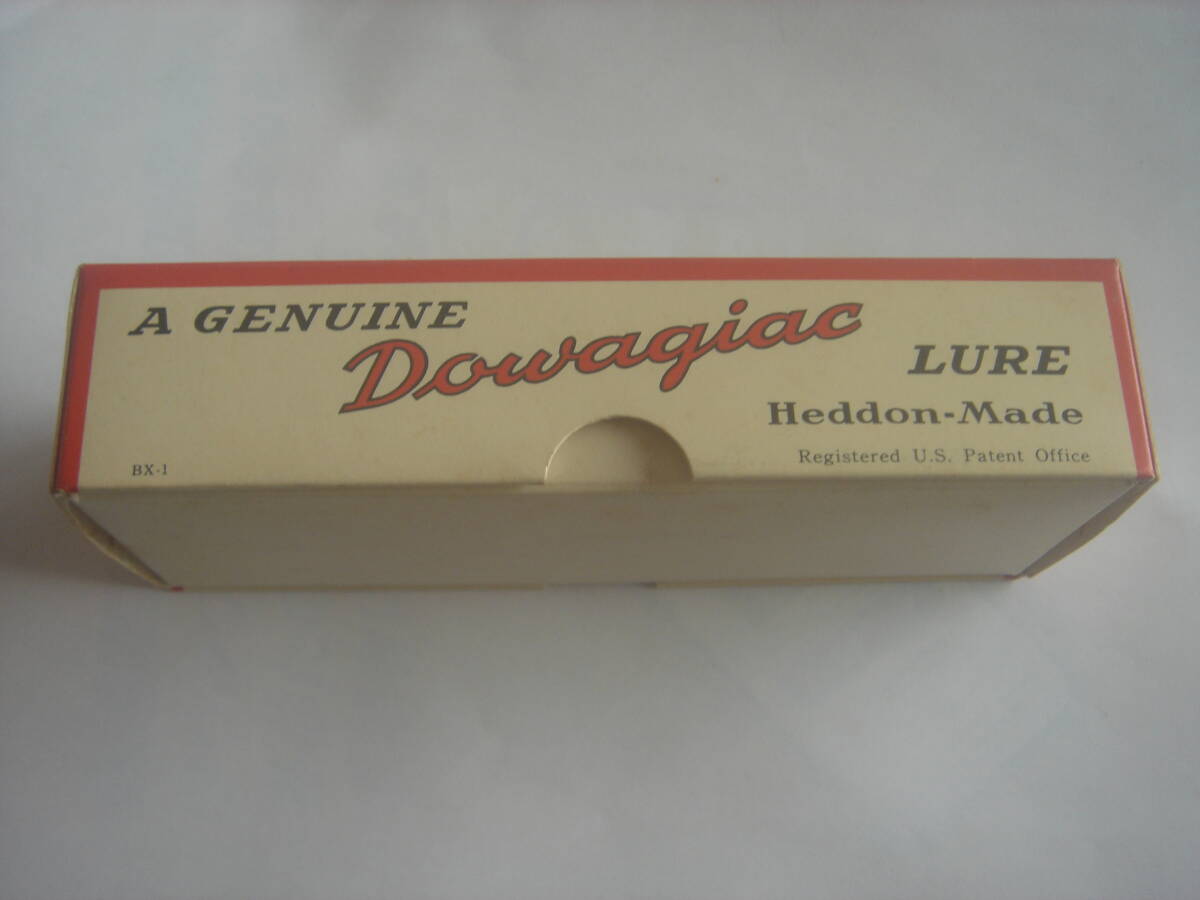 A GENUINE
Dowagiac
LURE
Heddon-Made
Registered U.S. Patent Office
BX-1